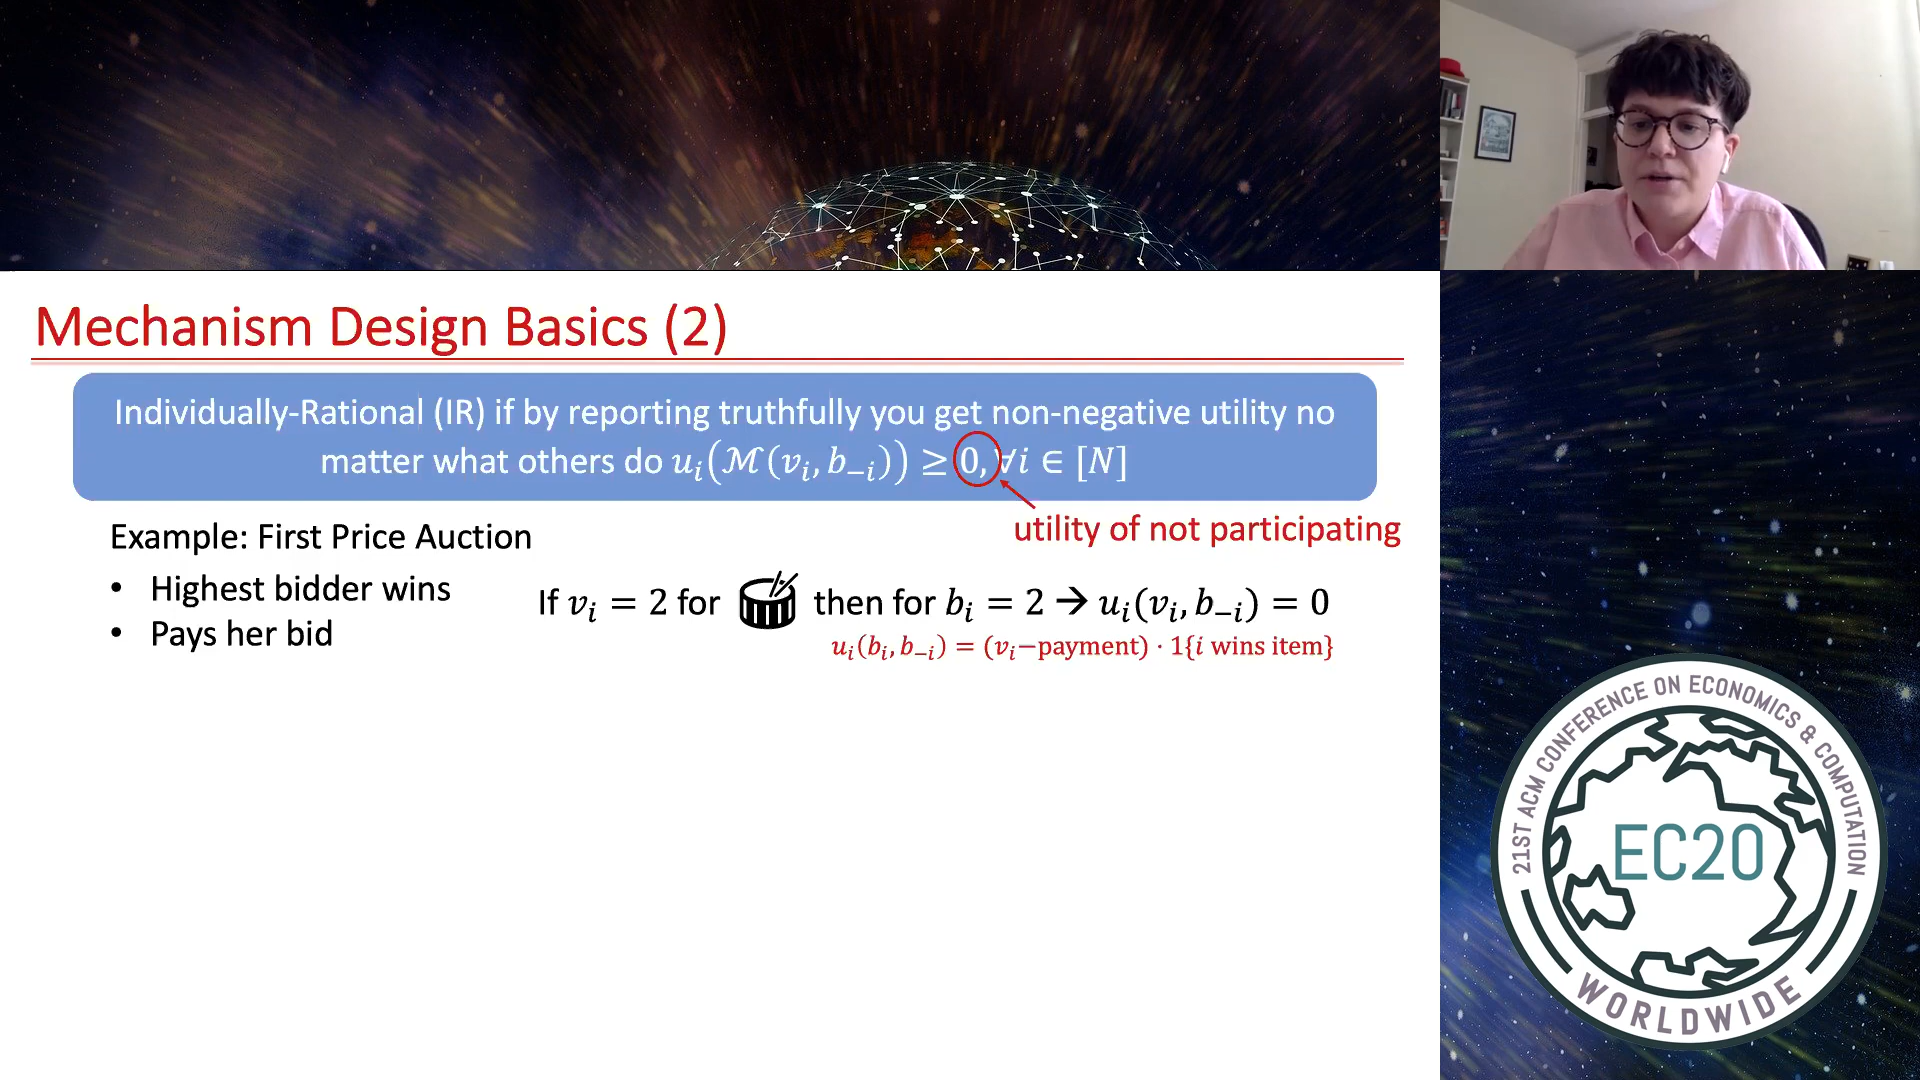 Mechanism Design Basics (2)
Individually-Rational (IR) if by reporting truthfully you get non-negative utility no
matter what others do u_i(ℳ(v_i, b_{−i})) ≥ 0, ∀i ∈ [N]
utility of not participating
Example: First Price Auction
• Highest bidder wins
• Pays her bid
If v_i = 2 for then for b_i = 2 → u_i(v_i, b_{−i}) = 0
u_i(b_i, b_{−i}) = (v_i−payment) · 1{i wins item}
21ST ACM CONFERENCE ON ECONOMICS & COMPUTATION
EC20
WORLDWIDE